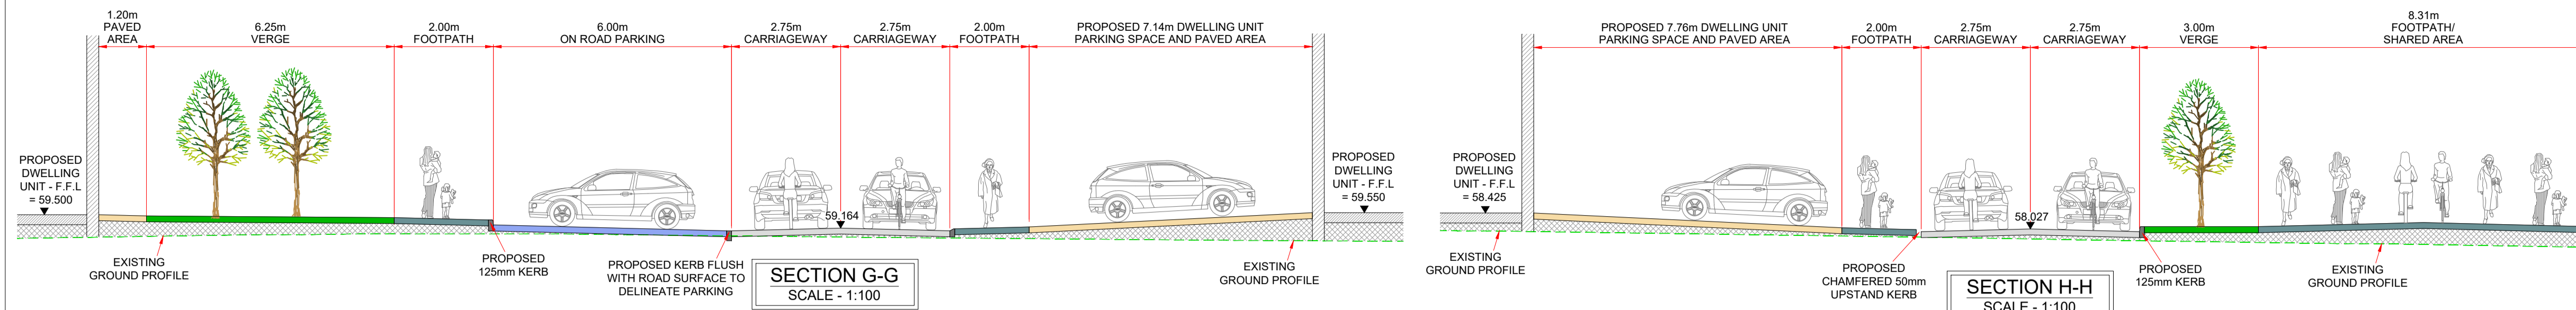 1.20m
PAVED
AREA
6.25m
VERGE
2.00m
FOOTPATH
6.00m
ON ROAD PARKING
2.75m
CARRIAGEWAY
2.75m
CARRIAGEWAY
2.00m
FOOTPATH
PROPOSED 7.14m DWELLING UNIT
PARKING SPACE AND PAVED AREA
PROPOSED
DWELLING
UNIT - F.F.L
= 59.500
59.164
PROPOSED
DWELLING
UNIT - F.F.L
= 59.550
EXISTING
GROUND PROFILE
PROPOSED
125mm KERB
PROPOSED KERB FLUSH
WITH ROAD SURFACE TO
DELINEATE PARKING
SECTION G-G
SCALE - 1:100
EXISTING
GROUND PROFILE
PROPOSED 7.76m DWELLING UNIT
PARKING SPACE AND PAVED AREA
2.00m
FOOTPATH
2.75m
CARRIAGEWAY
2.75m
CARRIAGEWAY
3.00m
VERGE
8.31m
FOOTPATH/
SHARED AREA
PROPOSED
DWELLING
UNIT - F.F.L
= 58.425
58.027
EXISTING
GROUND PROFILE
PROPOSED
CHAMFERED 50mm
UPSTAND KERB
SECTION H-H
SCALE - 1:100
PROPOSED
125mm KERB
EXISTING
GROUND PROFILE